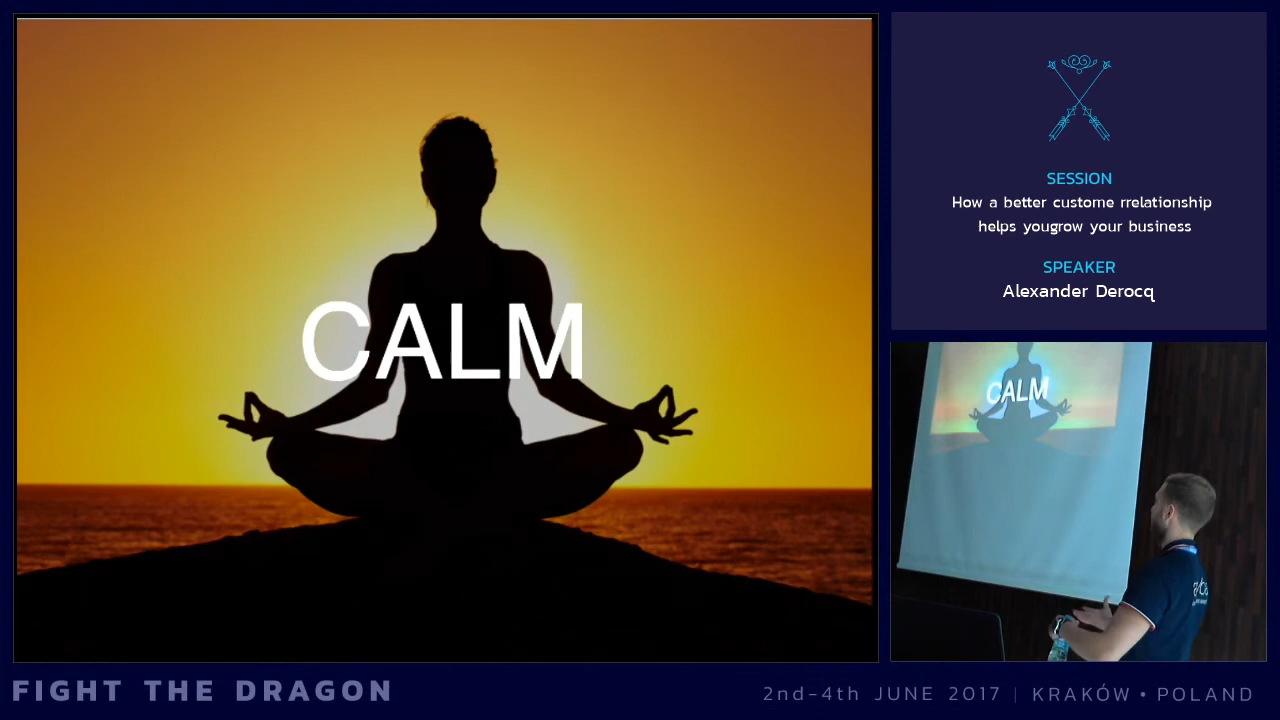 CALM
SESSION
How a better custome rrelationship
helps yougrow your business
SPEAKER
Alexander Derocq
CALM
FIGHT THE DRAGON
2nd-4th JUNE 2017 | KRAKÓW • POLAND